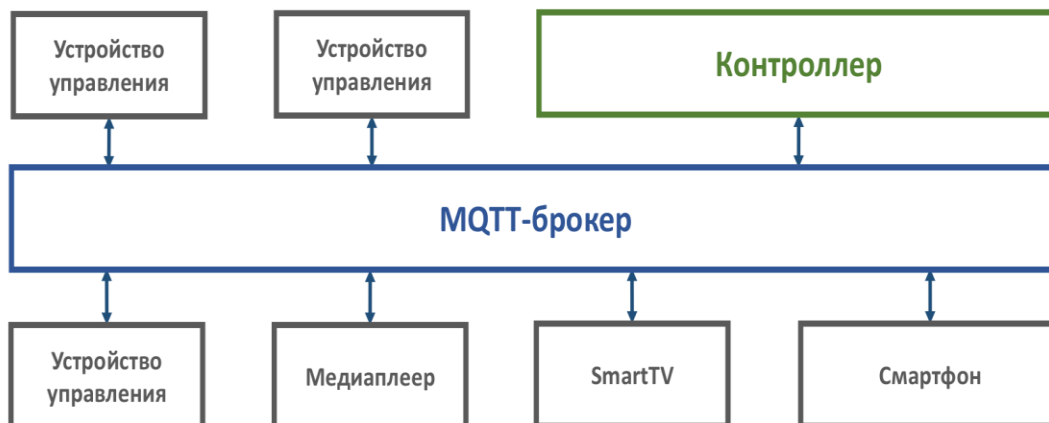 Устройство
управления
Устройство
управления
Контроллер
MQTT-брокер
Устройство
управления
Медиаплеер
SmartTV
Смартфон